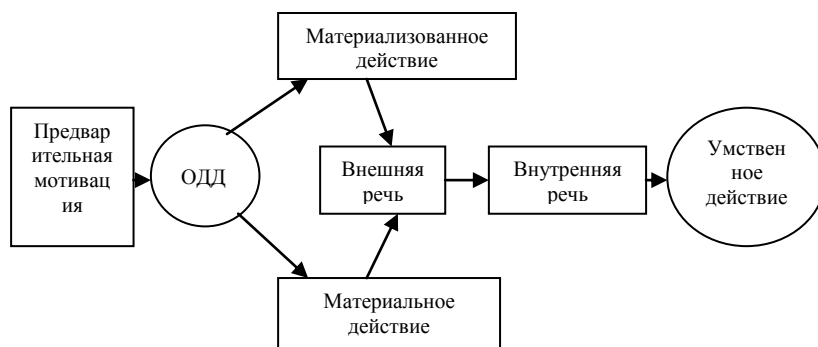 Материализованное
действие
Предвар
ительная
мотивац
ия
ОДД
Внешняя
речь
Внутренняя
речь
Умствен
ное
действие
Материальное
действие